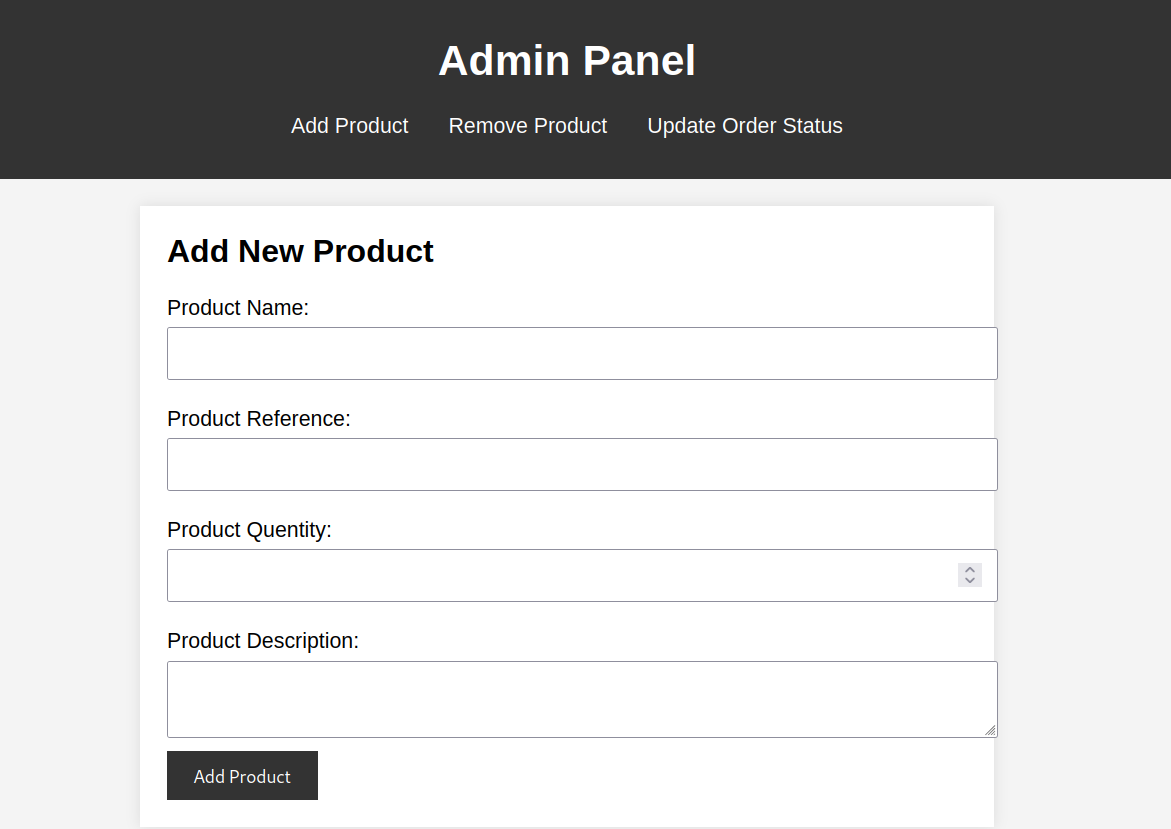 Admin Panel
Add Product Remove Product Update Order Status
Add New Product
Product Name:
Product Reference:
Product Quentity:
Product Description:
Add Product